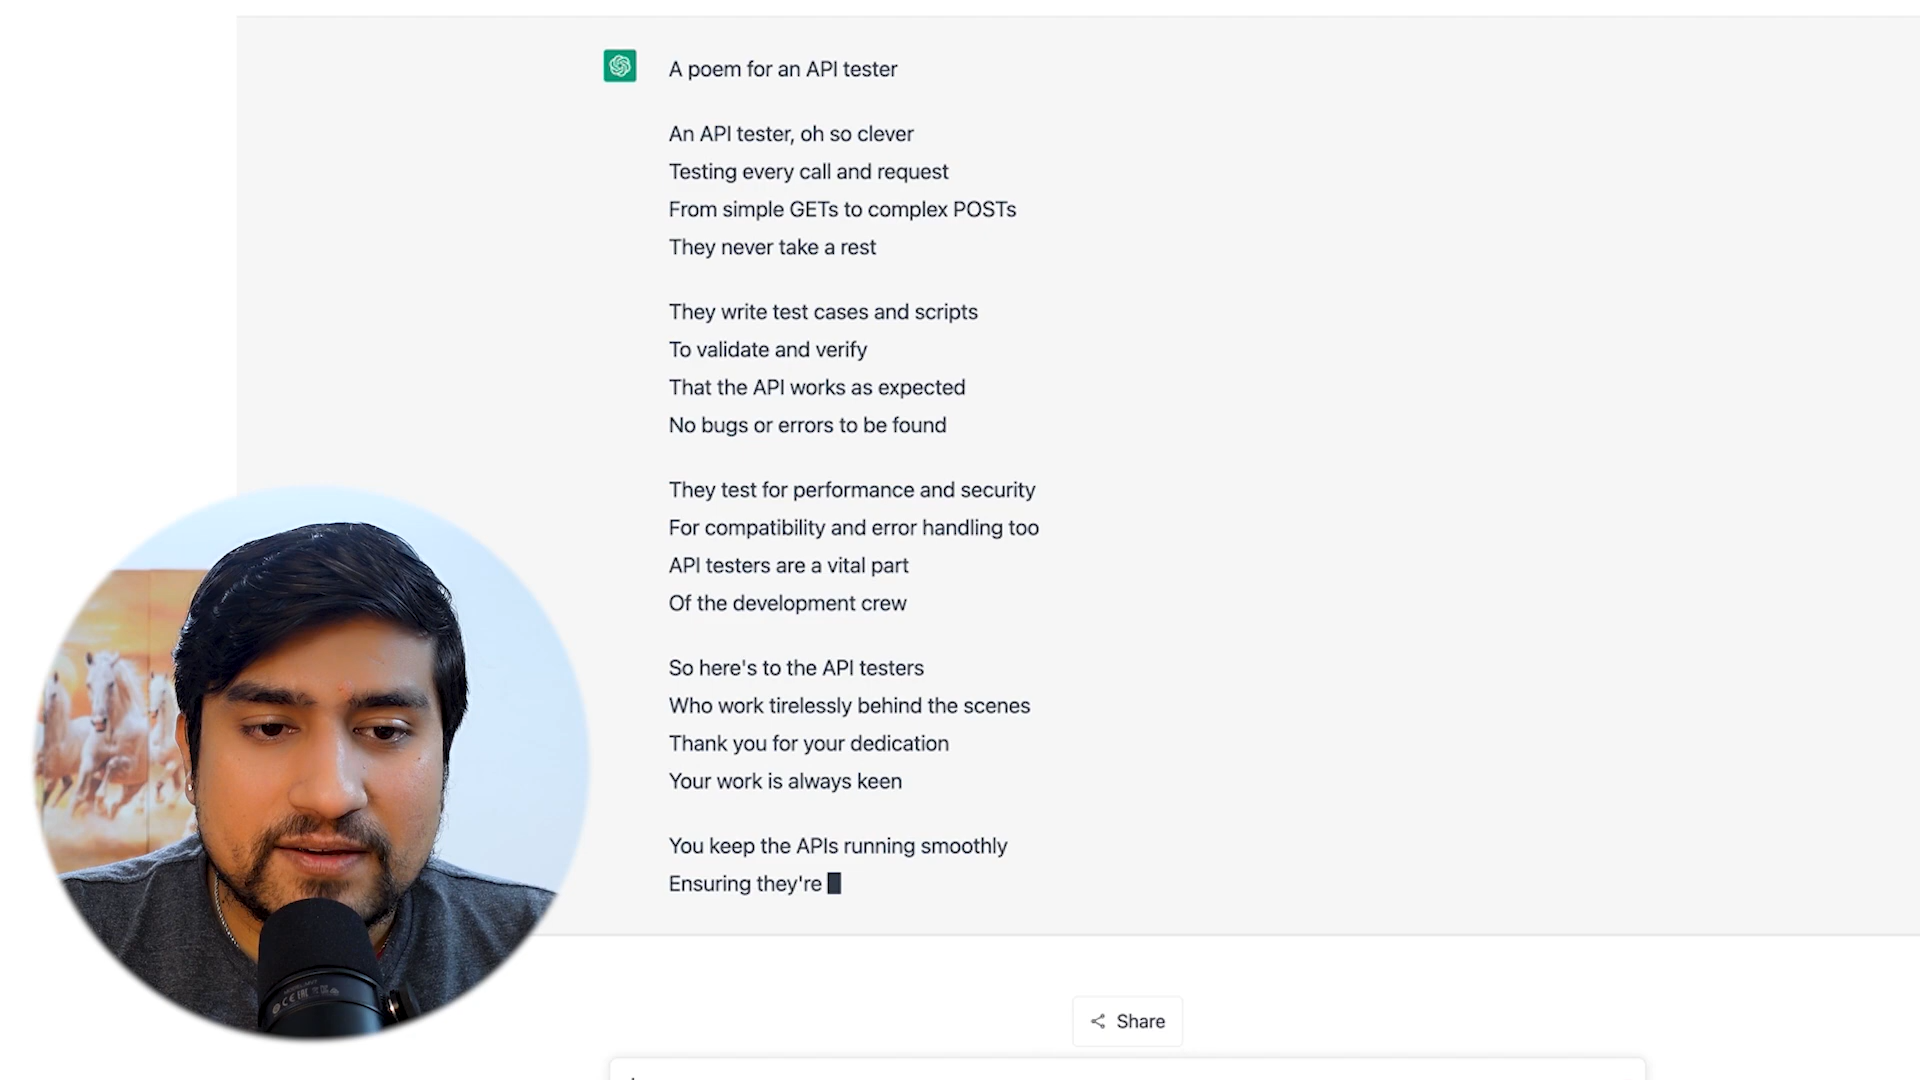 A poem for an API tester
An API tester, oh so clever
Testing every call and request
From simple GETs to complex POSTs
They never take a rest
They write test cases and scripts
To validate and verify
That the API works as expected
No bugs or errors to be found
They test for performance and security
For compatibility and error handling too
API testers are a vital part
Of the development crew
So here's to the API testers
Who work tirelessly behind the scenes
Thank you for your dedication
Your work is always keen
You keep the APIs running smoothly
Ensuring they're
Share